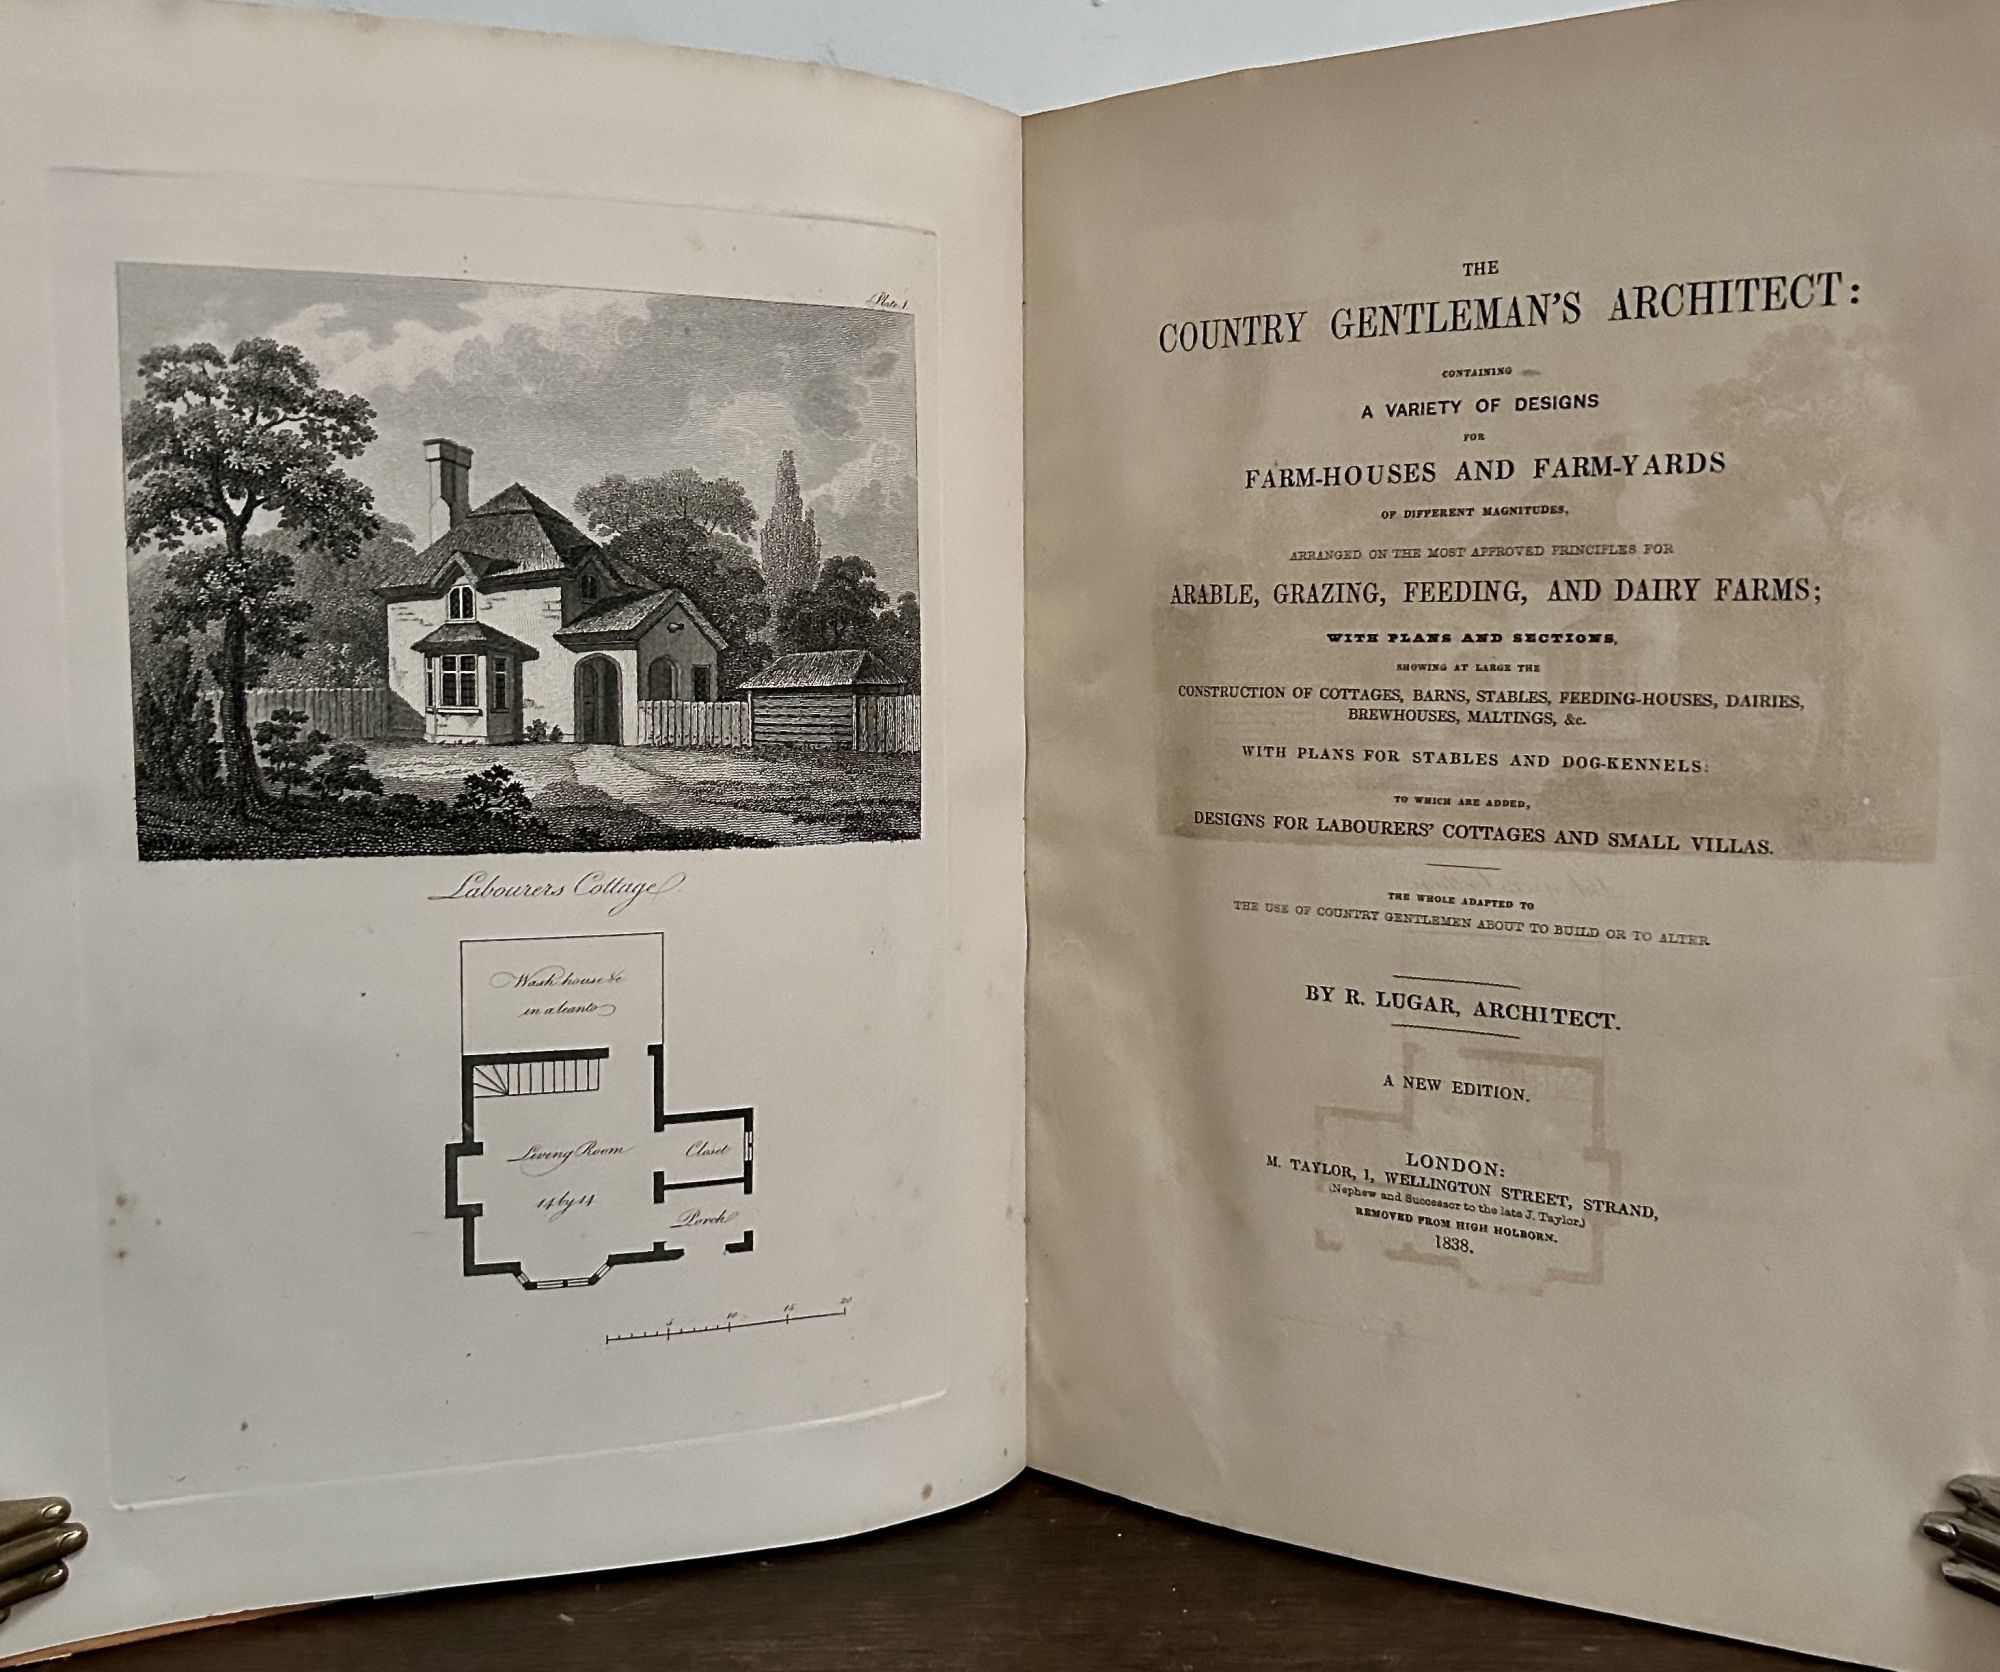 Plate 1.
Labourers Cottage.
Wash house &c
in a leanto
Living Room
14 by 14
Closet
Porch
5 10 15 20
THE
COUNTRY GENTLEMAN'S ARCHITECT:
CONTAINING
A VARIETY OF DESIGNS
FOR
FARM-HOUSES AND FARM-YARDS
OF DIFFERENT MAGNITUDES,
ARRANGED ON THE MOST APPROVED PRINCIPLES FOR
ARABLE, GRAZING, FEEDING, AND DAIRY FARMS;
WITH PLANS AND SECTIONS,
SHOWING AT LARGE THE
CONSTRUCTION OF COTTAGES, BARNS, STABLES, FEEDING-HOUSES, DAIRIES,
BREWHOUSES, MALTINGS, &c.
WITH PLANS FOR STABLES AND DOG-KENNELS:
TO WHICH ARE ADDED,
DESIGNS FOR LABOURERS' COTTAGES AND SMALL VILLAS.
THE WHOLE ADAPTED TO
THE USE OF COUNTRY GENTLEMEN ABOUT TO BUILD OR TO ALTER
BY R. LUGAR, ARCHITECT.
A NEW EDITION.
LONDON:
M. TAYLOR, 1, WELLINGTON STREET, STRAND,
(Nephew and Successor to the late J. Taylor.)
REMOVED FROM HIGH HOLBORN.
1838.